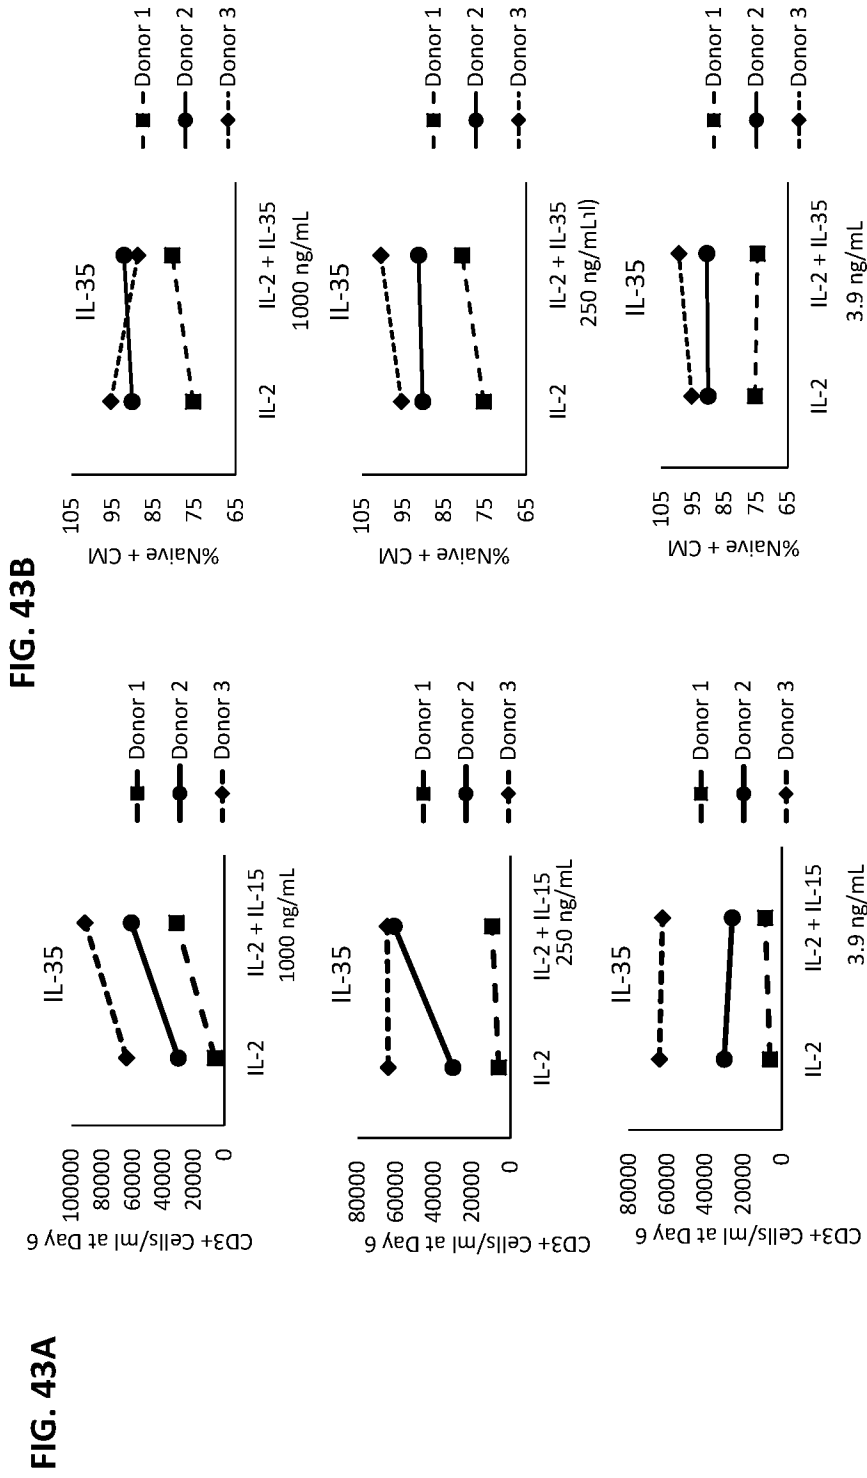 FIG. 43A
IL-35
CD3+ Cells/ml at Day 6
100000
80000
60000
40000
20000
0
IL-2
IL-2 + IL-15
1000 ng/mL
Donor 1
Donor 2
Donor 3
IL-35
CD3+ Cells/ml at Day 6
80000
60000
40000
20000
0
IL-2
IL-2 + IL-15
250 ng/mL
Donor 1
Donor 2
Donor 3
IL-35
CD3+ Cells/ml at Day 6
80000
60000
40000
20000
0
IL-2
IL-2 + IL-15
3.9 ng/mL
Donor 1
Donor 2
Donor 3
FIG. 43B
IL-35
%Naive + CM
105
95
85
75
65
IL-2
IL-2 + IL-35
1000 ng/mL
Donor 1
Donor 2
Donor 3
IL-35
%Naive + CM
105
95
85
75
65
IL-2
IL-2 + IL-35
250 ng/mL
Donor 1
Donor 2
Donor 3
IL-35
%Naive + CM
105
95
85
75
65
IL-2
IL-2 + IL-35
3.9 ng/mL
Donor 1
Donor 2
Donor 3